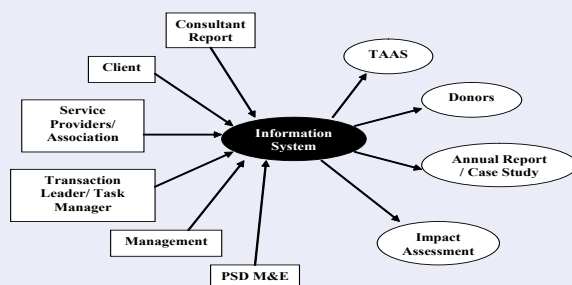 Consultant
Report
Client
Service
Providers/
Association
Transaction
Leader/ Task
Manager
Management
PSD M&E
Information
System
TAAS
Donors
Annual Report
/ Case Study
Impact
Assessment